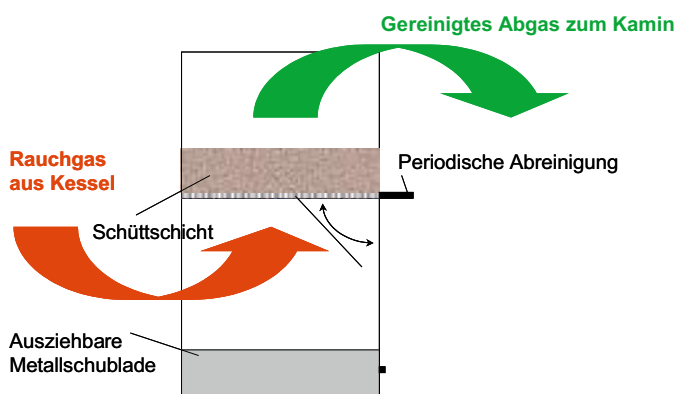 Gereinigtes Abgas zum Kamin
Rauchgas
aus Kessel
Periodische Abreinigung
Schüttschicht
Ausziehbare
Metallschublade